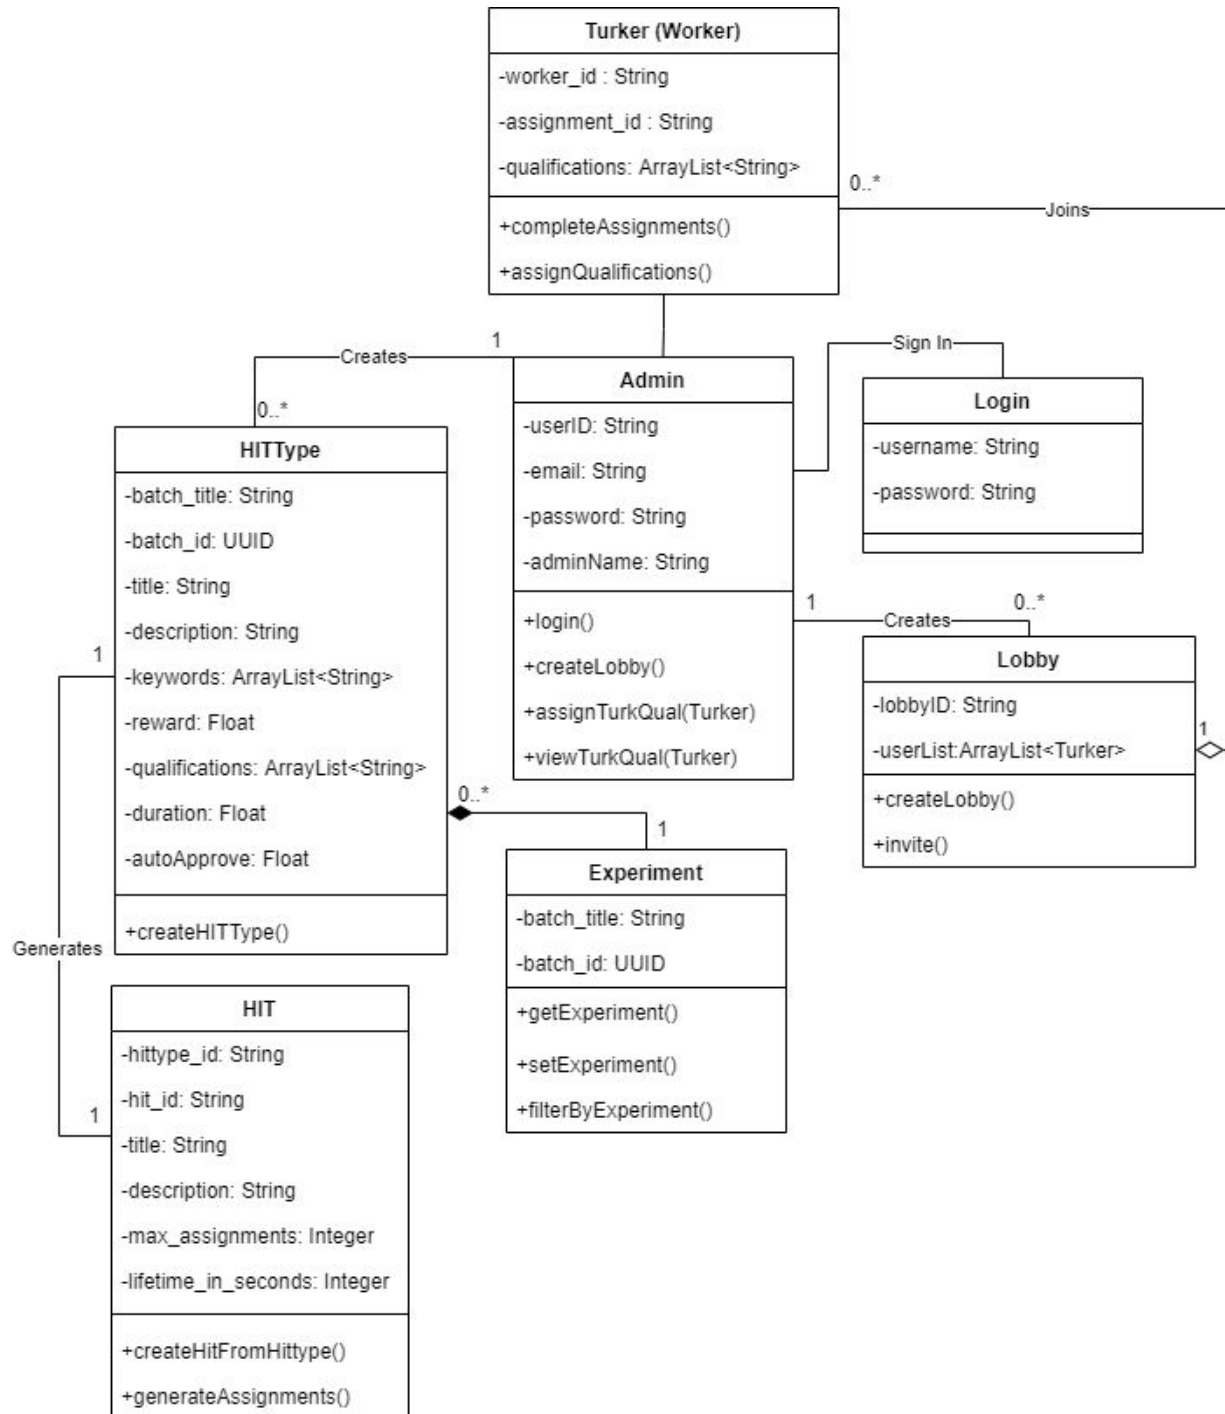 Turker (Worker)
-worker_id : String
-assignment_id : String
-qualifications: ArrayList<String>
+completeAssignments()
+assignQualifications()
0..*
Joins
1
Creates
0..*
Sign In
Admin
-userID: String
-email: String
-password: String
-adminName: String
+login()
+createLobby()
+assignTurkQual(Turker)
+viewTurkQual(Turker)
Login
-username: String
-password: String
1
Creates
0..*
Lobby
-lobbyID: String
-userList:ArrayList<Turker>
+createLobby()
+invite()
1
HITType
-batch_title: String
-batch_id: UUID
-title: String
-description: String
-keywords: ArrayList<String>
-reward: Float
-qualifications: ArrayList<String>
-duration: Float
-autoApprove: Float
+createHITType()
0..*
1
Experiment
-batch_title: String
-batch_id: UUID
+getExperiment()
+setExperiment()
+filterByExperiment()
1
Generates
1
HIT
-hittype_id: String
-hit_id: String
-title: String
-description: String
-max_assignments: Integer
-lifetime_in_seconds: Integer
+createHitFromHittype()
+generateAssignments()